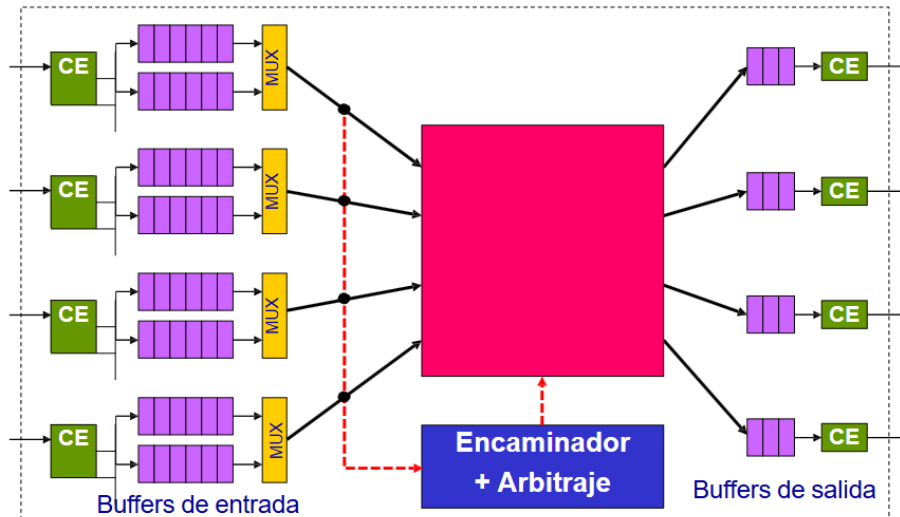 CE
MUX
CE
CE
MUX
CE
CE
MUX
CE
CE
MUX
CE
Encaminador
+ Arbitraje
Buffers de entrada
Buffers de salida